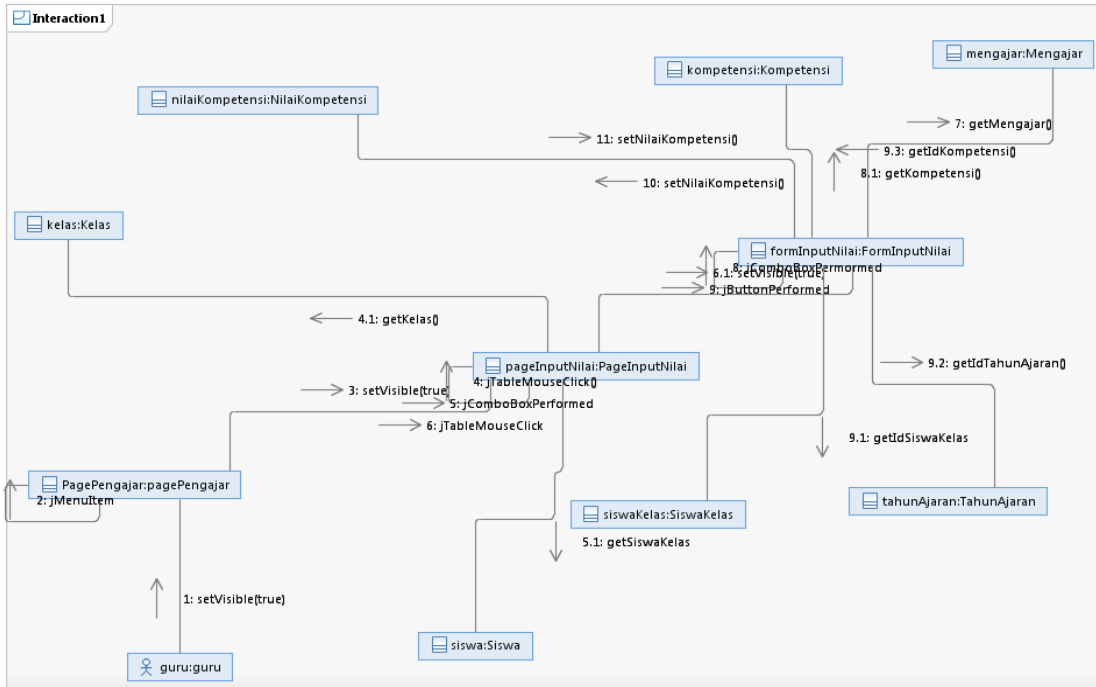 Interaction1
mengajar:Mengajar
kompetensi:Kompetensi
nilaiKompetensi:NilaiKompetensi
7: getMengajar()
11: setNilaiKompetensi()
9.3: getIdKompetensi()
8.1: getKompetensi()
10: setNilaiKompetensi()
kelas:Kelas
formInputNilai:FormInputNilai
8: jComboBoxPermormed
6.1: setVisible(true)
9: jButtonPerformed
4.1: getKelas()
pageInputNilai:PageInputNilai
9.2: getIdTahunAjaran()
4: jTableMouseClick()
3: setVisible(true)
5: jComboBoxPerformed
6: jTableMouseClick
9.1: getIdSiswaKelas
PagePengajar:pagePengajar
2: jMenuItem
tahunAjaran:TahunAjaran
siswaKelas:SiswaKelas
5.1: getSiswaKelas
1: setVisible(true)
siswa:Siswa
guru:guru